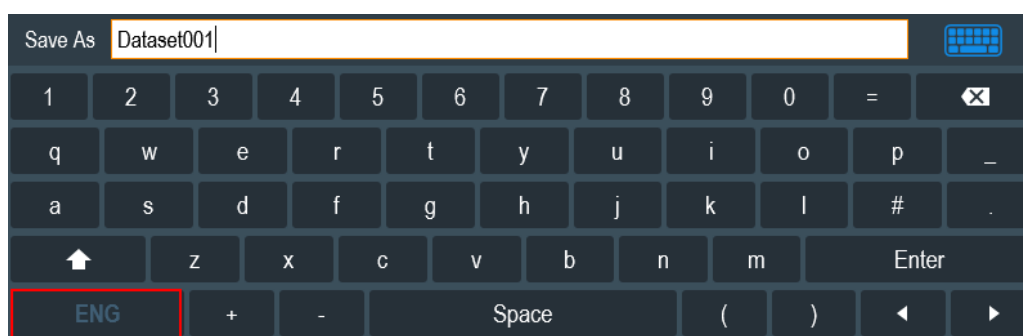 Save As Dataset001
1 2 3 4 5 6 7 8 9 0 =
q w e r t y u i o p _
a s d f g h j k l # .
z x c v b n m Enter
ENG + - Space ( )